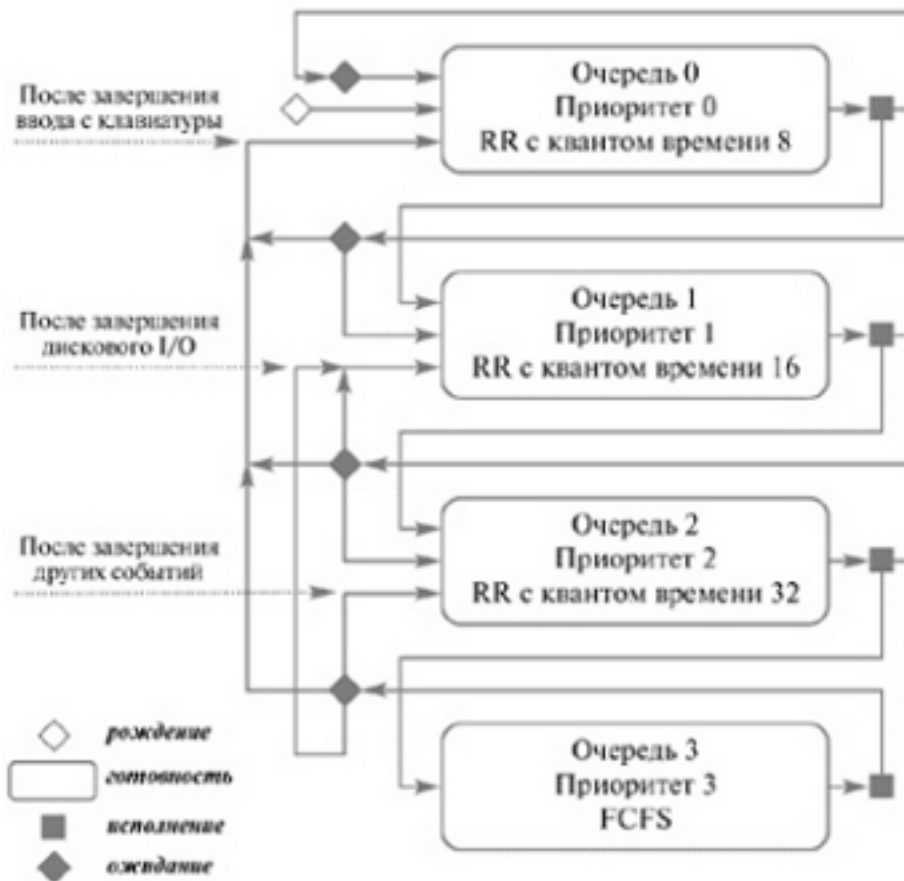 Очередь 0
Приоритет 0
RR с квантом времени 8
После завершения
ввода с клавиатуры
Очередь 1
Приоритет 1
RR с квантом времени 16
После завершения
дискового I/O
Очередь 2
Приоритет 2
RR с квантом времени 32
После завершения
других событий
Очередь 3
Приоритет 3
FCFS
рождение
готовность
исполнение
ожидание